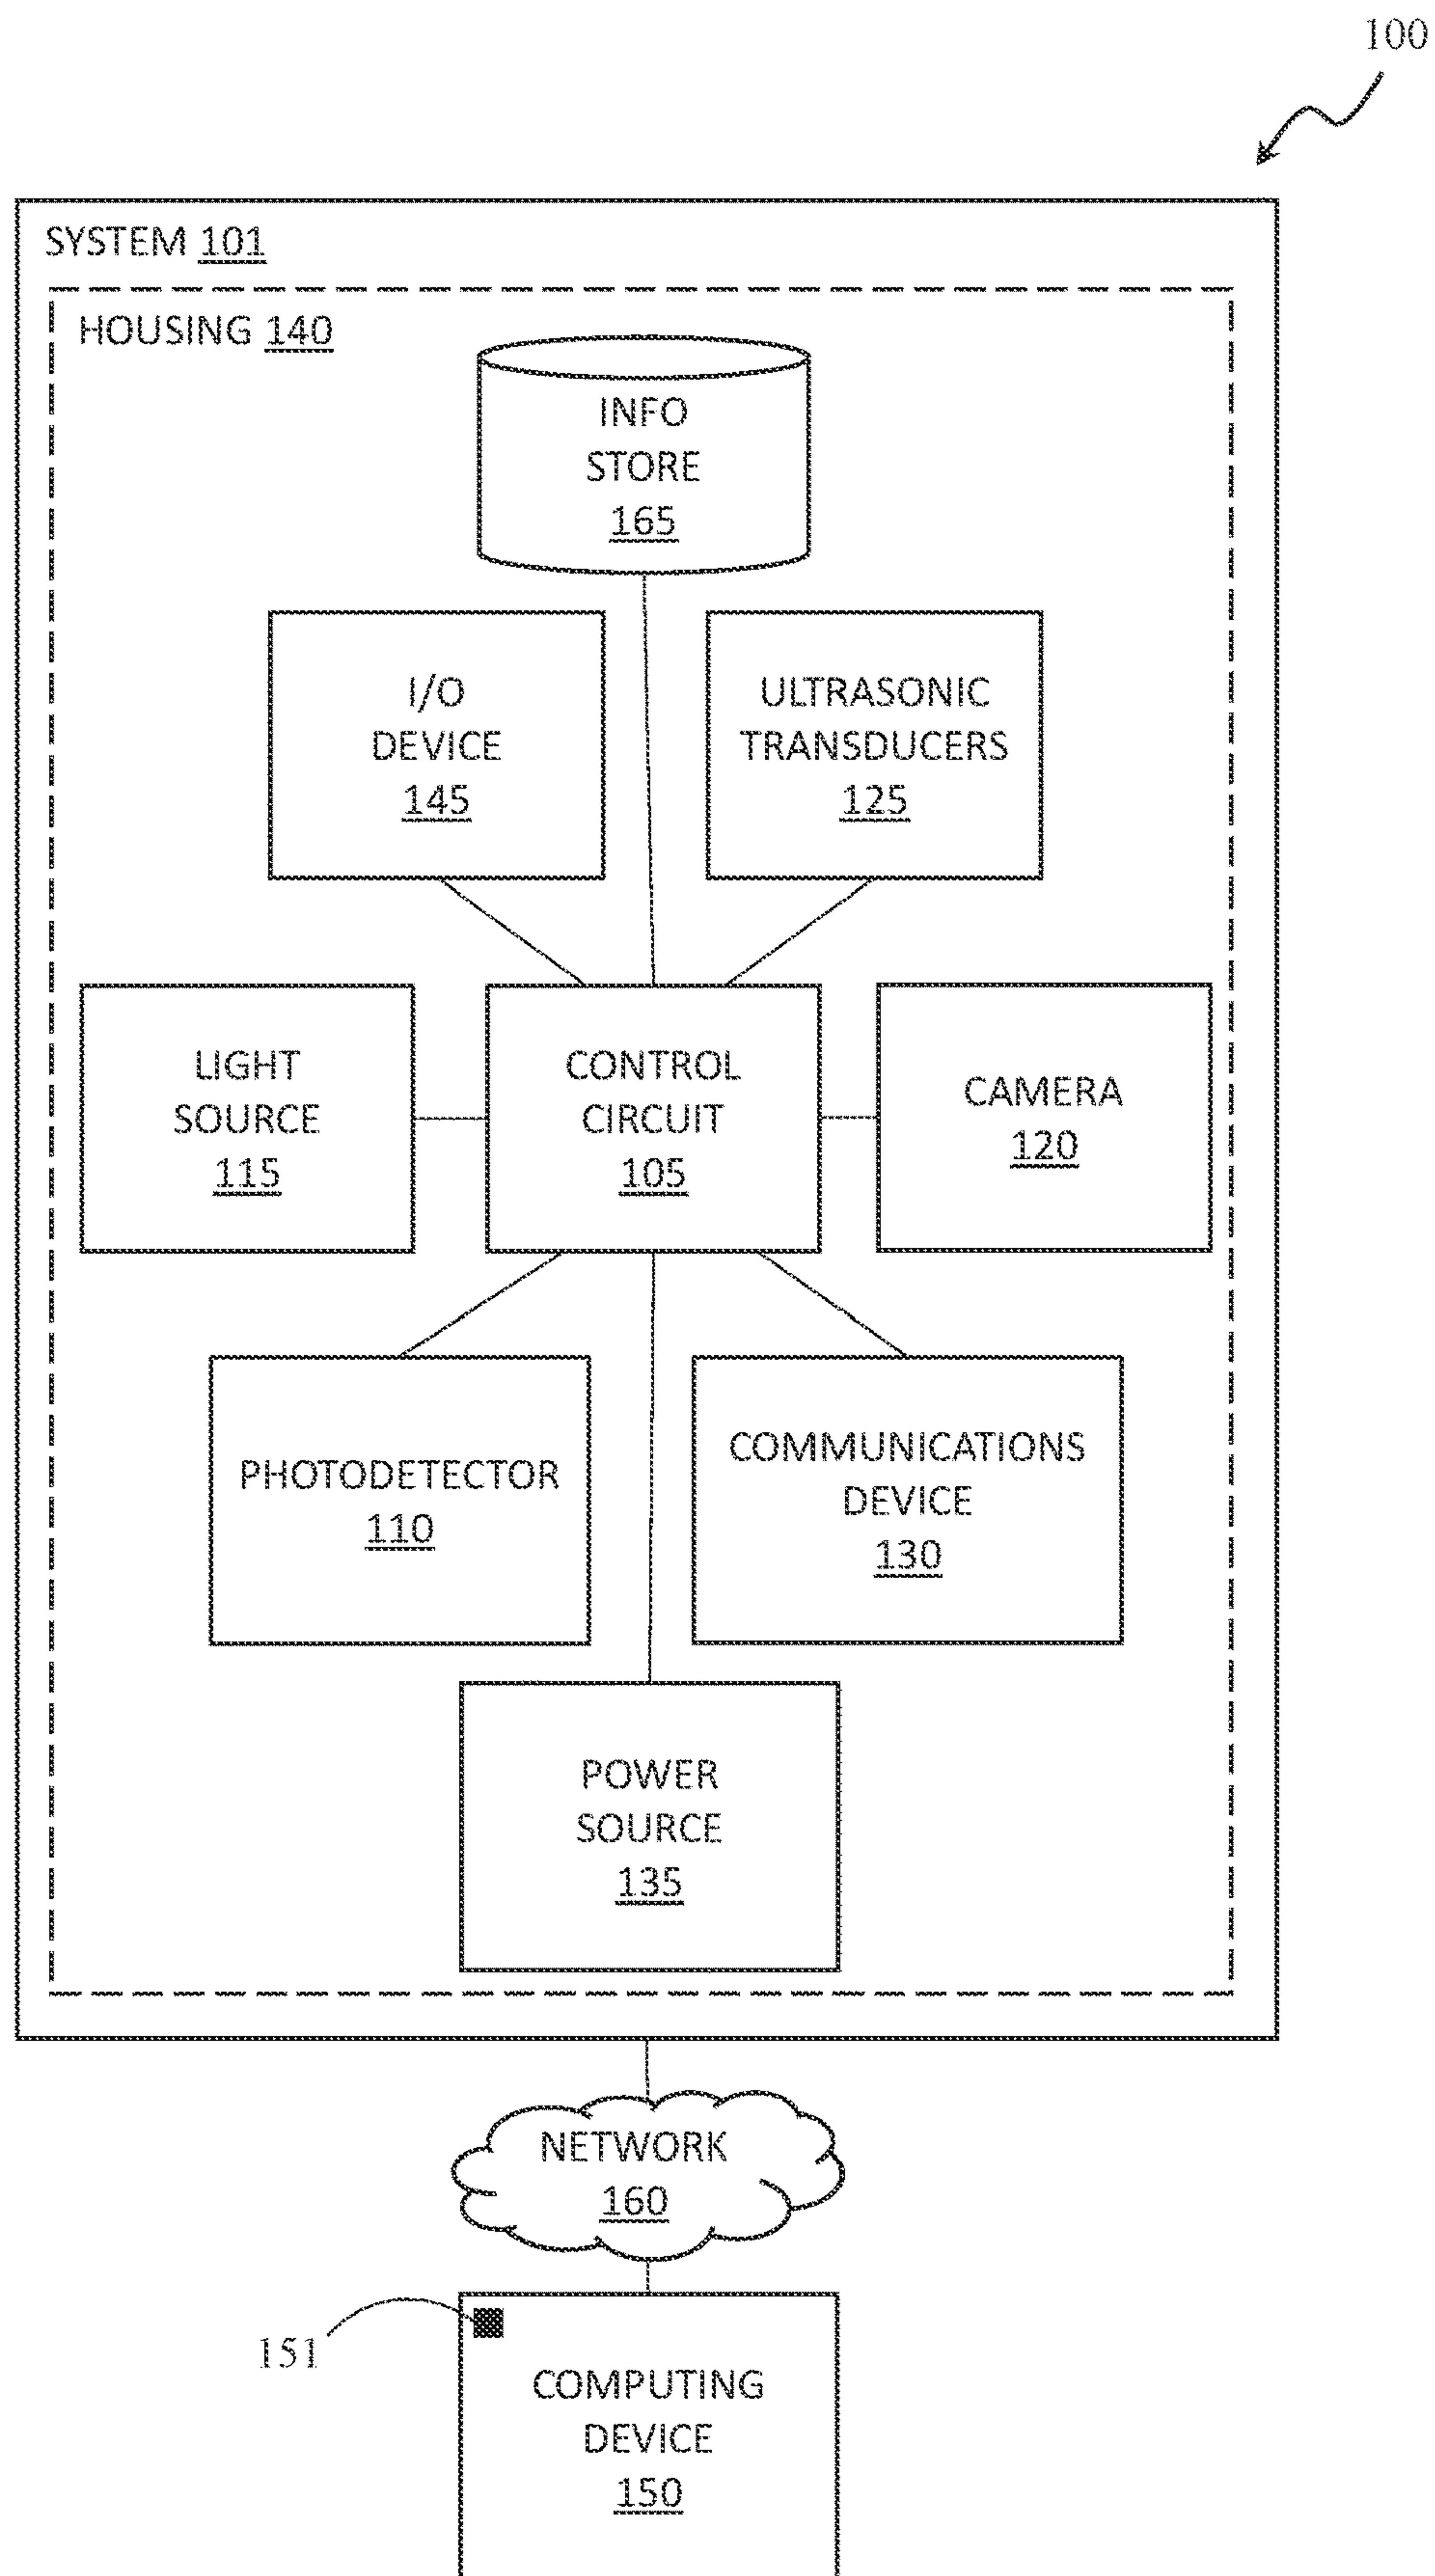 100
SYSTEM 101
HOUSING 140
INFO
STORE
165
I/O
DEVICE
145
ULTRASONIC
TRANSDUCERS
125
LIGHT
SOURCE
115
CONTROL
CIRCUIT
105
CAMERA
120
PHOTODETECTOR
110
COMMUNICATIONS
DEVICE
130
POWER
SOURCE
135
NETWORK
160
151
COMPUTING
DEVICE
150